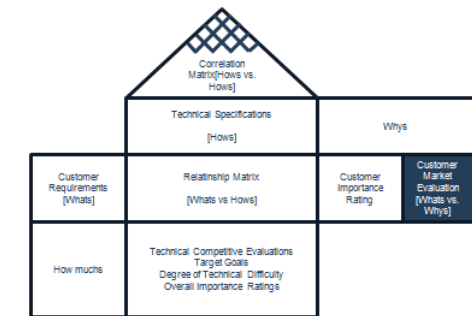 Correlation
Matrix[Hows vs.
Hows]
Technical Specifications
[Hows]
Whys
Customer
Requirements
[Whats]
Relatinship Matrix
[Whats vs Hows]
Customer
Importance
Rating
Customer
Market
Evaluation
[Whats vs.
Whys]
How muchs
Technical Competitive Evaluations
Target Goals
Degree of Technical Difficulty
Overall Importance Ratings